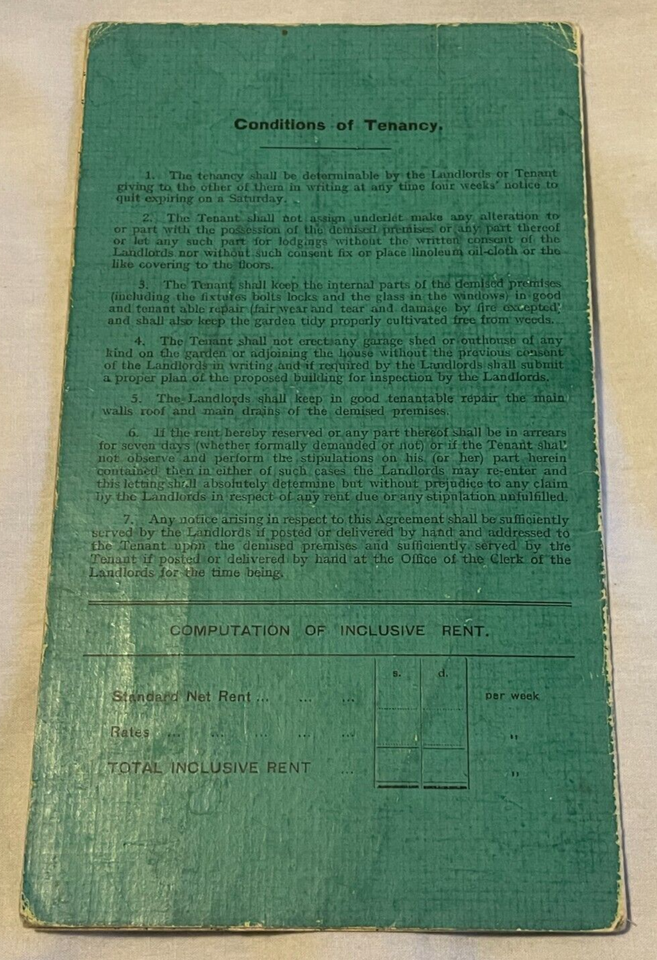 Conditions of Tenancy.
1. The tenancy shall be determinable by the Landlords or Tenant
giving to the other of them in writing at any time four weeks' notice to
quit expiring on a Saturday.
2. The Tenant shall not assign underlet make any alteration to
or part with the possession of the demised premises or any part thereof
or let any such part for lodgings without the written consent of the
Landlords nor without such consent fix or place linoleum oil-cloth or the
like covering to the floors.
3. The Tenant shall keep the internal parts of the demised premises
(including the fixtures bolts locks and the glass in the windows) in good
and tenant able repair (fair wear and tear and damage by fire excepted)
and shall also keep the garden tidy properly cultivated free from weeds.
4. The Tenant shall not erect any garage shed or outhouse of any
kind on the garden or adjoining the house without the previous consent
of the Landlords in writing and if required by the Landlords shall submit
a proper plan of the proposed building for inspection by the Landlords.
5. The Landlords shall keep in good tenantable repair the main
walls roof and main drains of the demised premises.
6. If the rent hereby reserved or any part thereof shall be in arrears
for seven days (whether formally demanded or not) or if the Tenant shall
not observe and perform the stipulations on his (or her) part herein
contained then in either of such cases the Landlords may re-enter and
this letting shall absolutely determine but without prejudice to any claim
by the Landlords in respect of any rent due or any stipulation unfulfilled.
7. Any notice arising in respect to this Agreement shall be sufficiently
served by the Landlords if posted or delivered by hand and addressed to
the Tenant upon the demised premises and sufficiently served by the
Tenant if posted or delivered by hand at the Office of the Clerk of the
Landlords for the time being.
COMPUTATION OF INCLUSIVE RENT.
s. d.
Standard Net Rent ... ... ... per week
Rates ... ... ... ... ... "
TOTAL INCLUSIVE RENT ... "